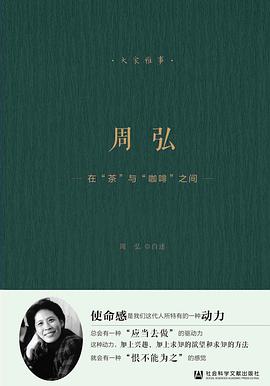 ·大家雅事·
周弘
在“茶”与“咖啡”之间
周弘◎自述
使命感是我们这代人所特有的一种动力
总会有一种“应当去做”的驱动力
这种动力，加上兴趣，加上求知的欲望和求知的方法
就会有一种“恨不能为之”的感觉
社会科学文献出版社